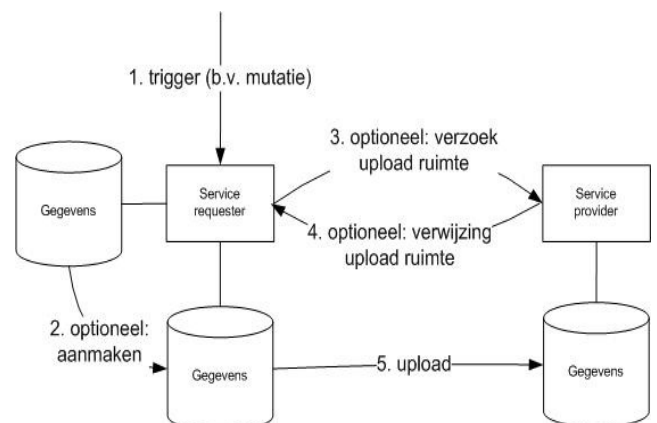 1. trigger (b.v. mutatie)
3. optioneel: verzoek
upload ruimte
Gegevens
Service
requester
Service
provider
4. optioneel: verwijzing
upload ruimte
2. optioneel:
aanmaken
Gegevens
5. upload
Gegevens